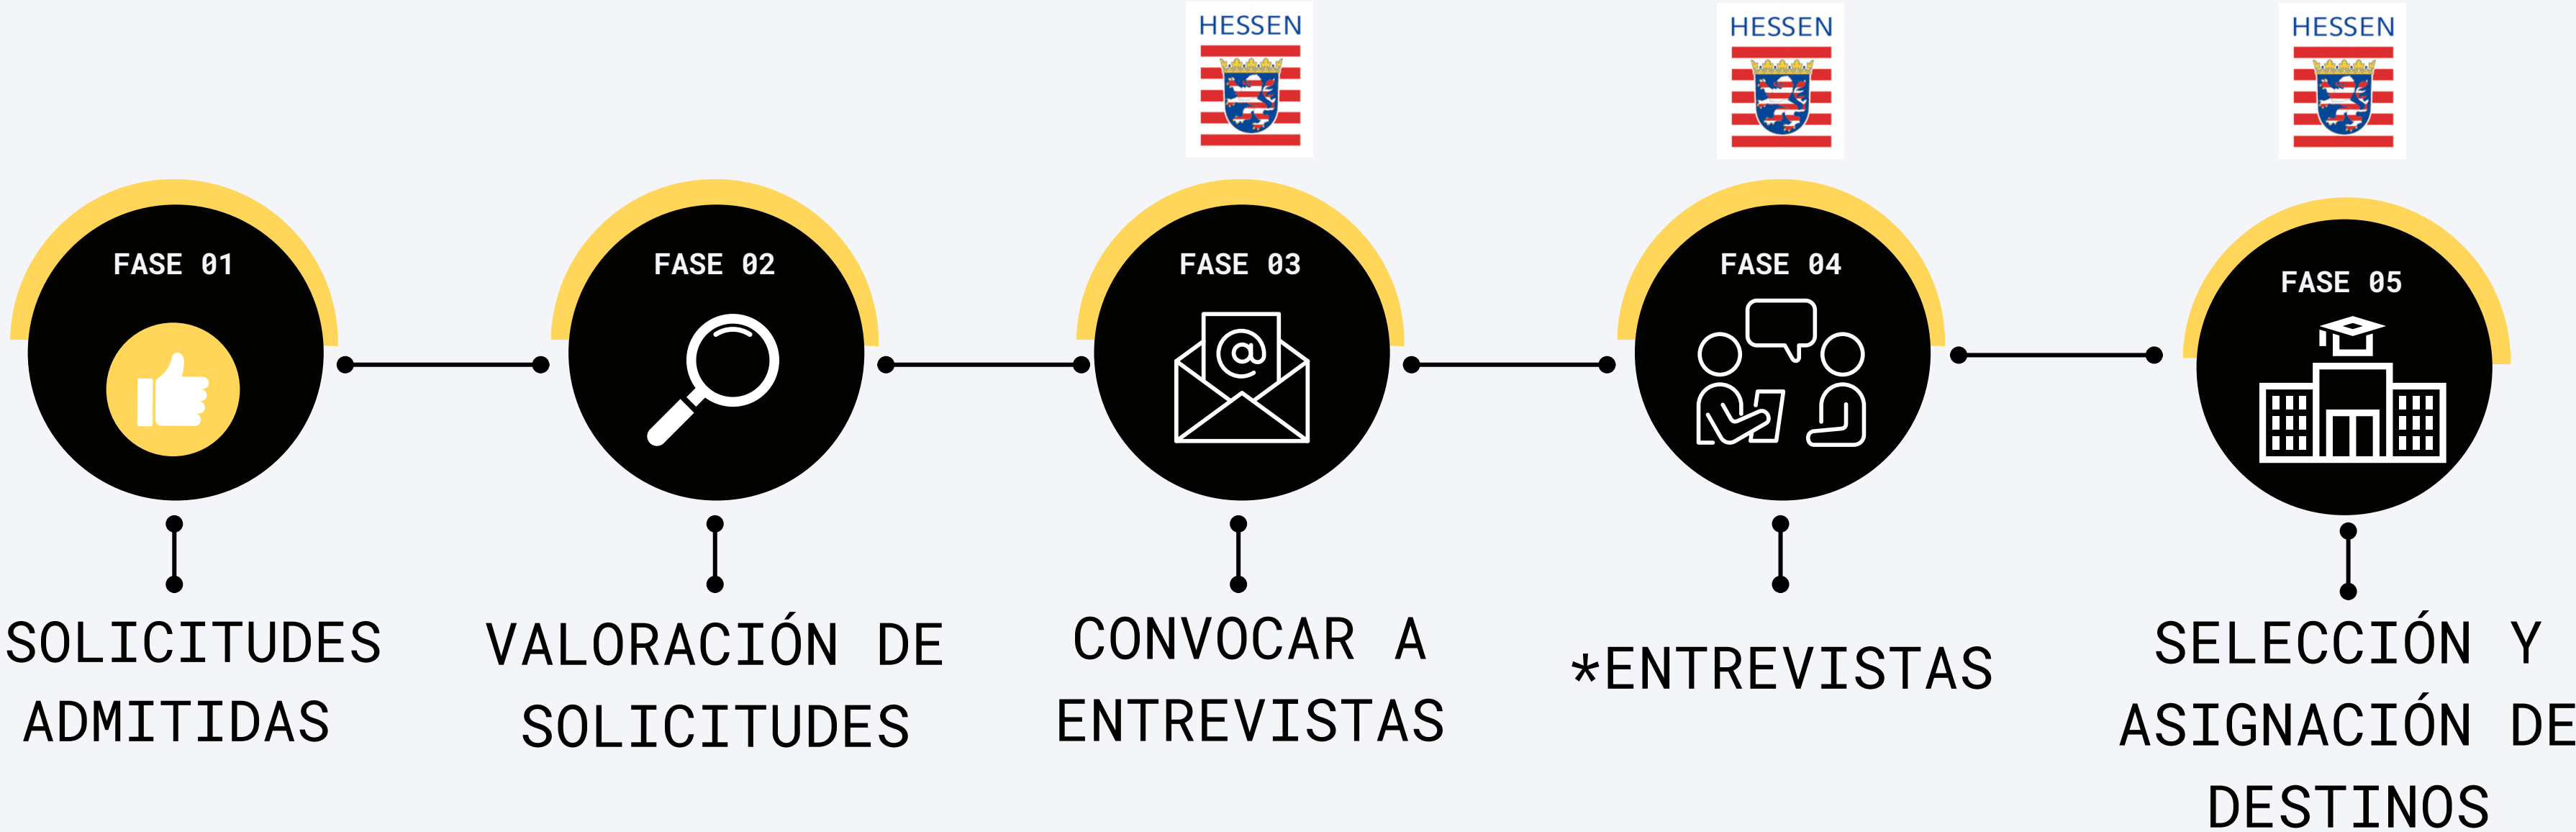 HESSEN
HESSEN
HESSEN
FASE 01
FASE 02
FASE 03
FASE 04
FASE 05
@
SOLICITUDES
ADMITIDAS
VALORACIÓN DE
SOLICITUDES
CONVOCAR A
ENTREVISTAS
*ENTREVISTAS
SELECCIÓN Y
ASIGNACIÓN DE
DESTINOS